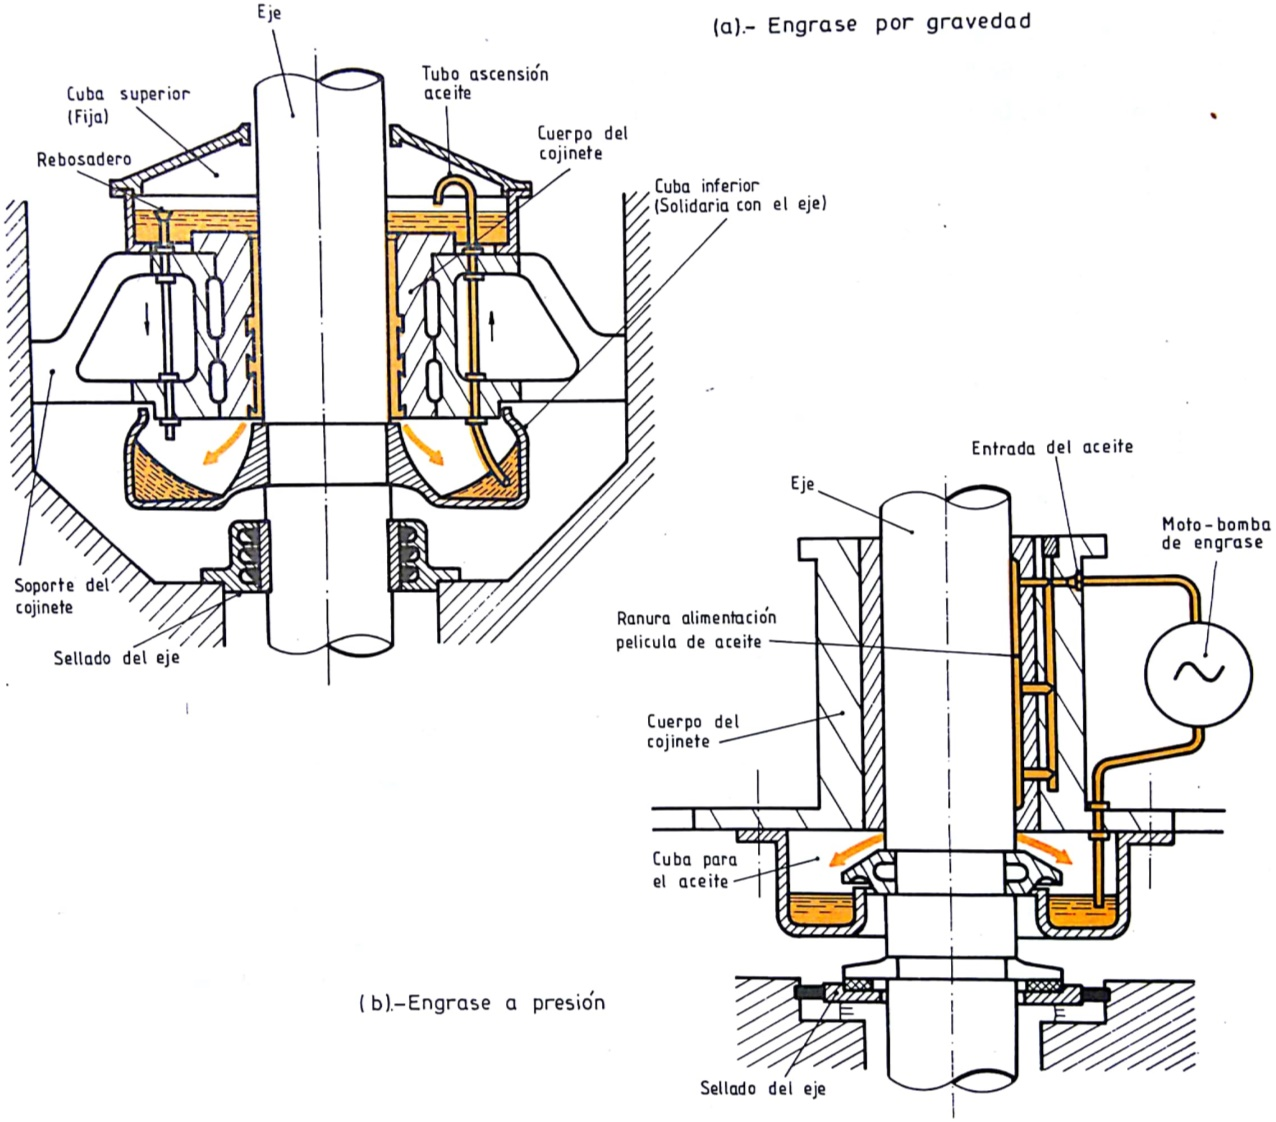 (a).- Engrase por gravedad
Eje
Tubo ascensión
aceite
Cuba superior
(Fija)
Cuerpo del
cojinete
Rebosadero
Cuba inferior
(Solidaria con el eje)
Soporte del
cojinete
Sellado del eje
Entrada del aceite
Eje
Moto-bomba
de engrase
Ranura alimentación
pelicula de aceite
Cuerpo del
cojinete
Cuba para
el aceite
(b).-Engrase a presión
Sellado del eje